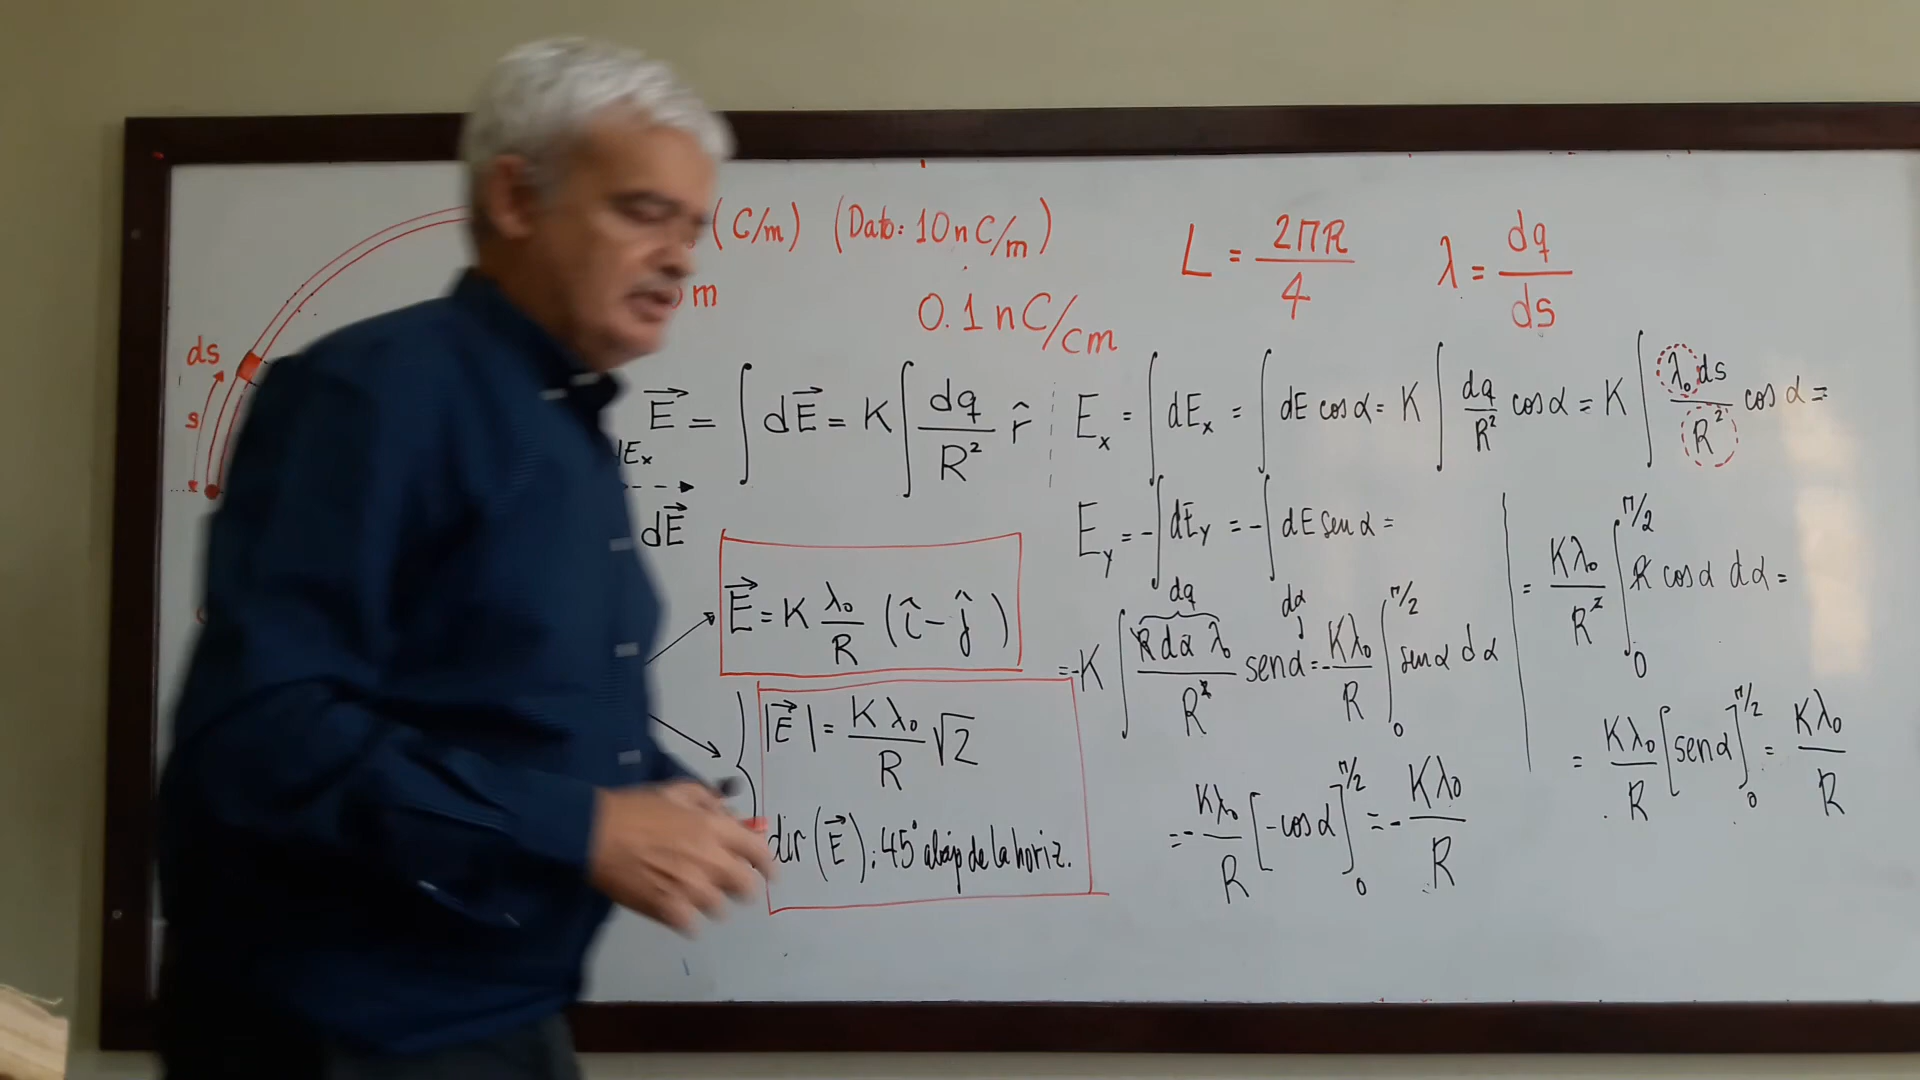 (C/m) (Dato: 10 nC/m)
m
0.1 nC/cm
L = 2πR / 4
λ = dq / ds
ds
s
dEx
dE⃗
E⃗ = ∫ dE⃗ = K ∫ dq / R² r̂
Ex = ∫ dEx = ∫ dE cos α = K ∫ dq / R² cos α = K ∫ λ₀ ds / R² cos α =
= Kλ₀ / R² ∫₀^π/2 R cos α dα =
= Kλ₀ / R [sen α]₀^π/2 = Kλ₀ / R
Ey = -∫ dEy = -∫ dE sen α =
dq dα
= -K ∫ R dα λ₀ / R² sen α = -Kλ₀ / R ∫₀^π/2 sen α dα
= -Kλ₀ / R [-cos α]₀^π/2 = -Kλ₀ / R
E⃗ = K λ₀ / R (î - ĵ)
|E⃗| = Kλ₀ / R √2
dir (E⃗): 45° abajo de la horiz.